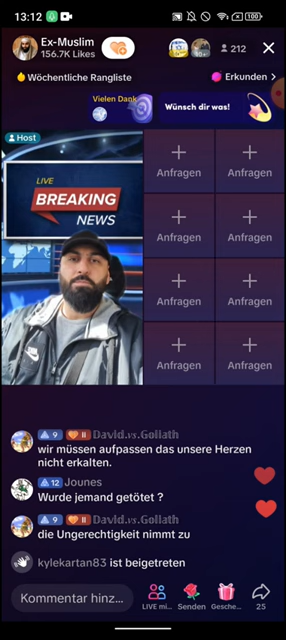 13:12
100
Ex-Muslim
156.7K Likes
212
Wöchentliche Rangliste
Erkunden
Vielen Dank
Wünsch dir was!
Host
LIVE
BREAKING
NEWS
Anfragen
Anfragen
Anfragen
Anfragen
Anfragen
Anfragen
Anfragen
Anfragen
9 II David.vs.Goliath
wir müssen aufpassen das unsere Herzen
nicht erkalten.
12 Jounes
Wurde jemand getötet ?
9 II David.vs.Goliath
die Ungerechtigkeit nimmt zu
kylekartan83 ist beigetreten
Kommentar hinz...
LIVE mi...
Senden
Gesche...
25